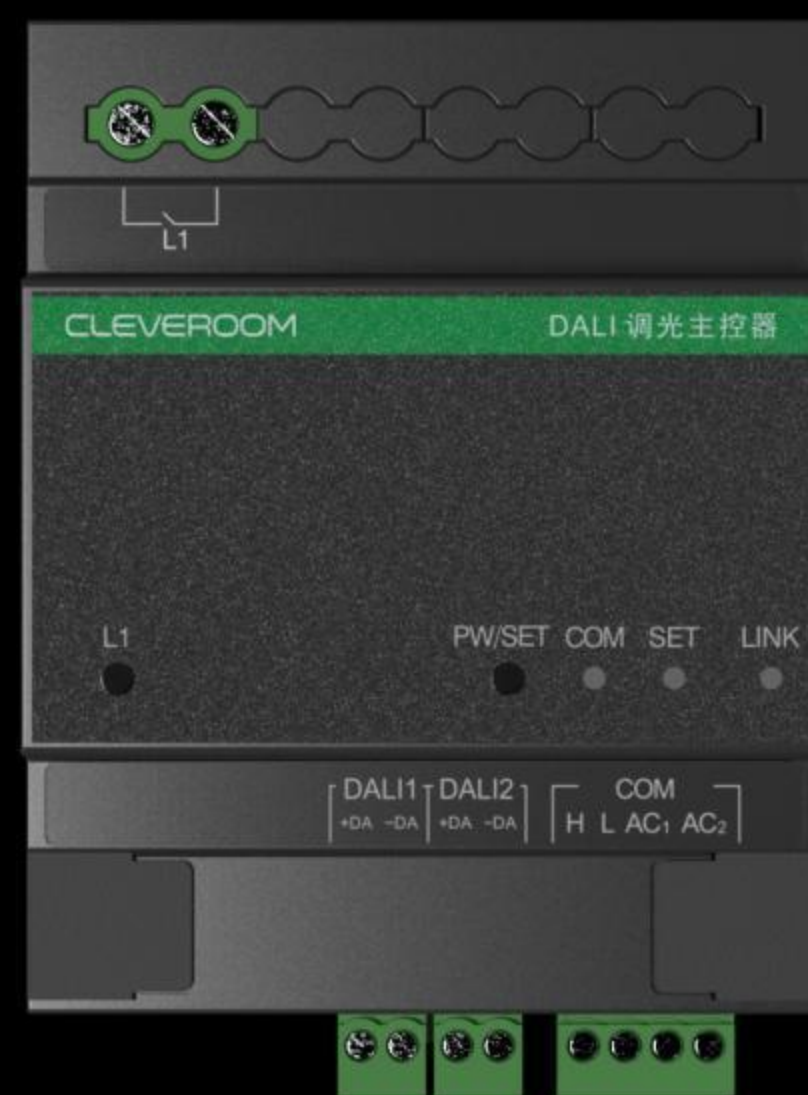 L1
CLEVEROOM DALI 调光主控器
L1 PW/SET COM SET LINK
DALI1 DALI2 COM
+DA -DA +DA -DA H L AC₁ AC₂